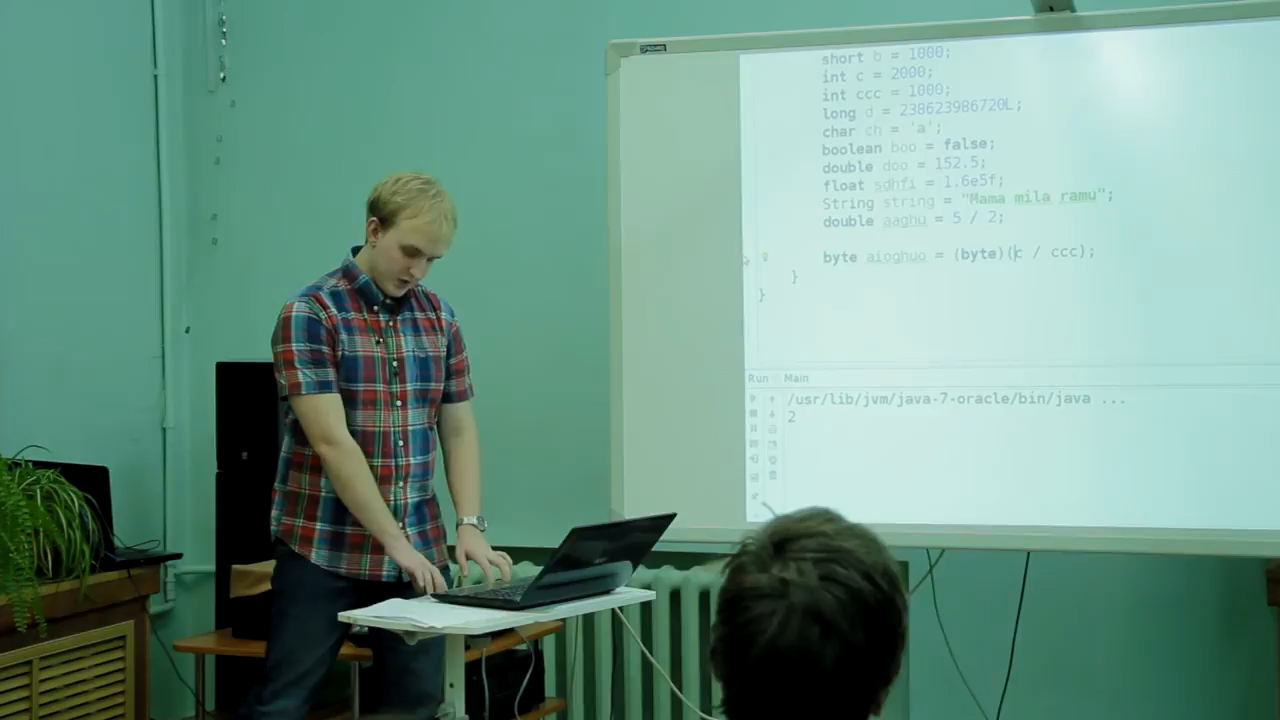 short b = 1000;
int c = 2000;
int ccc = 1000;
long d = 238623986720L;
char ch = 'a';
boolean boo = false;
double doo = 152.5;
float sdhfi = 1.6e5f;
String string = "Mama mila ramu";
double aaghu = 5 / 2;
byte aioghuo = (byte)(c / ccc);
}
}
Run Main
/usr/lib/jvm/java-7-oracle/bin/java ...
2